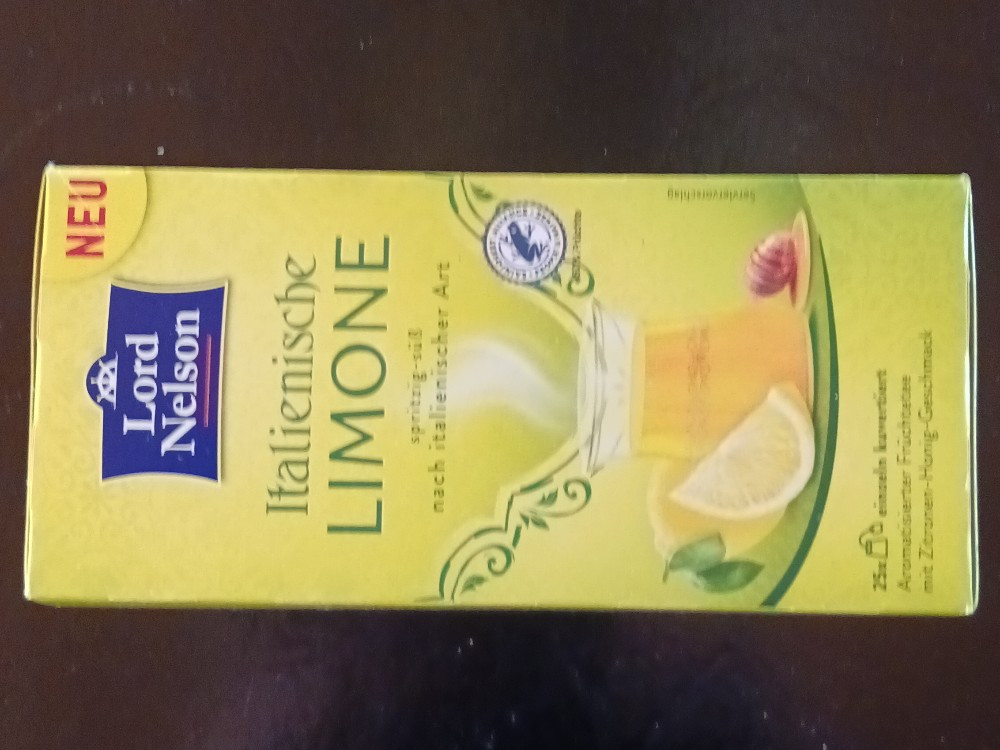 NEU
Lord
Nelson
Italienische
LIMONE
spritzig-süß
nach italienischer Art
Serviervorschlag
25x einzeln kuvertiert
Aromatisierter Früchtetee
mit Zitronen-Honig-Geschmack